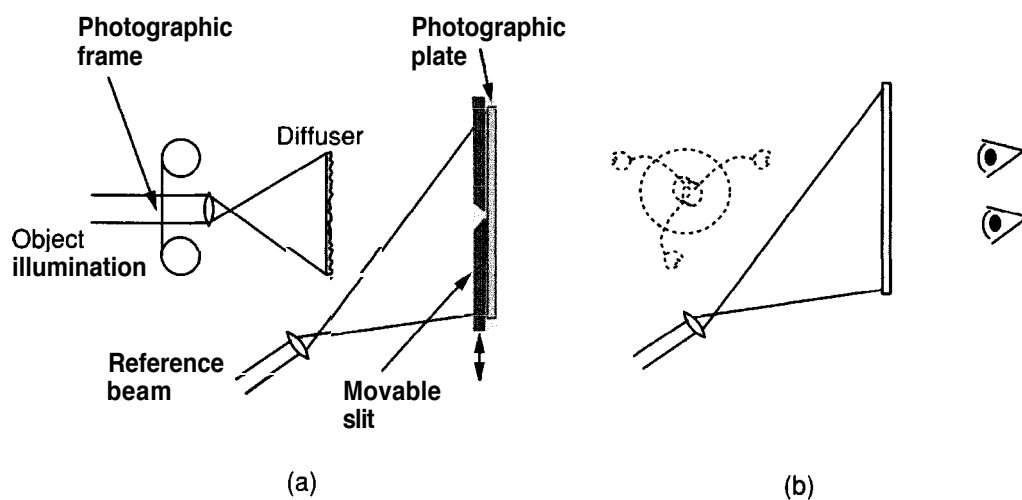 Photographic
frame
Photographic
plate
Diffuser
Object
illumination
Reference
beam
Movable
slit
(a)
(b)